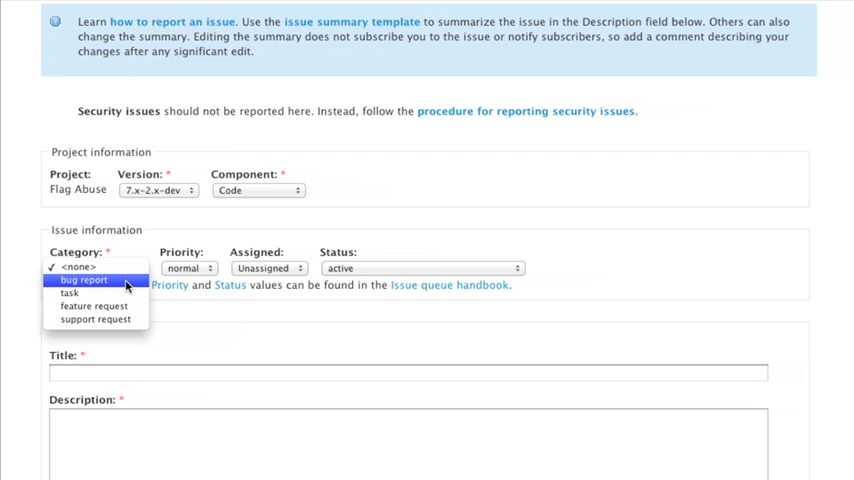 Learn how to report an issue. Use the issue summary template to summarize the issue in the Description field below. Others can also
change the summary. Editing the summary does not subscribe you to the issue or notify subscribers, so add a comment describing your
changes after any significant edit.
Security issues should not be reported here. Instead, follow the procedure for reporting security issues.
Project information
Project: Version: * Component: *
Flag Abuse 7.x-2.x-dev Code
Issue information
Category: * Priority: Assigned: Status:
✓ <none> normal Unassigned active
bug report
Priority and Status values can be found in the Issue queue handbook.
task
feature request
support request
Title: *
Description: *